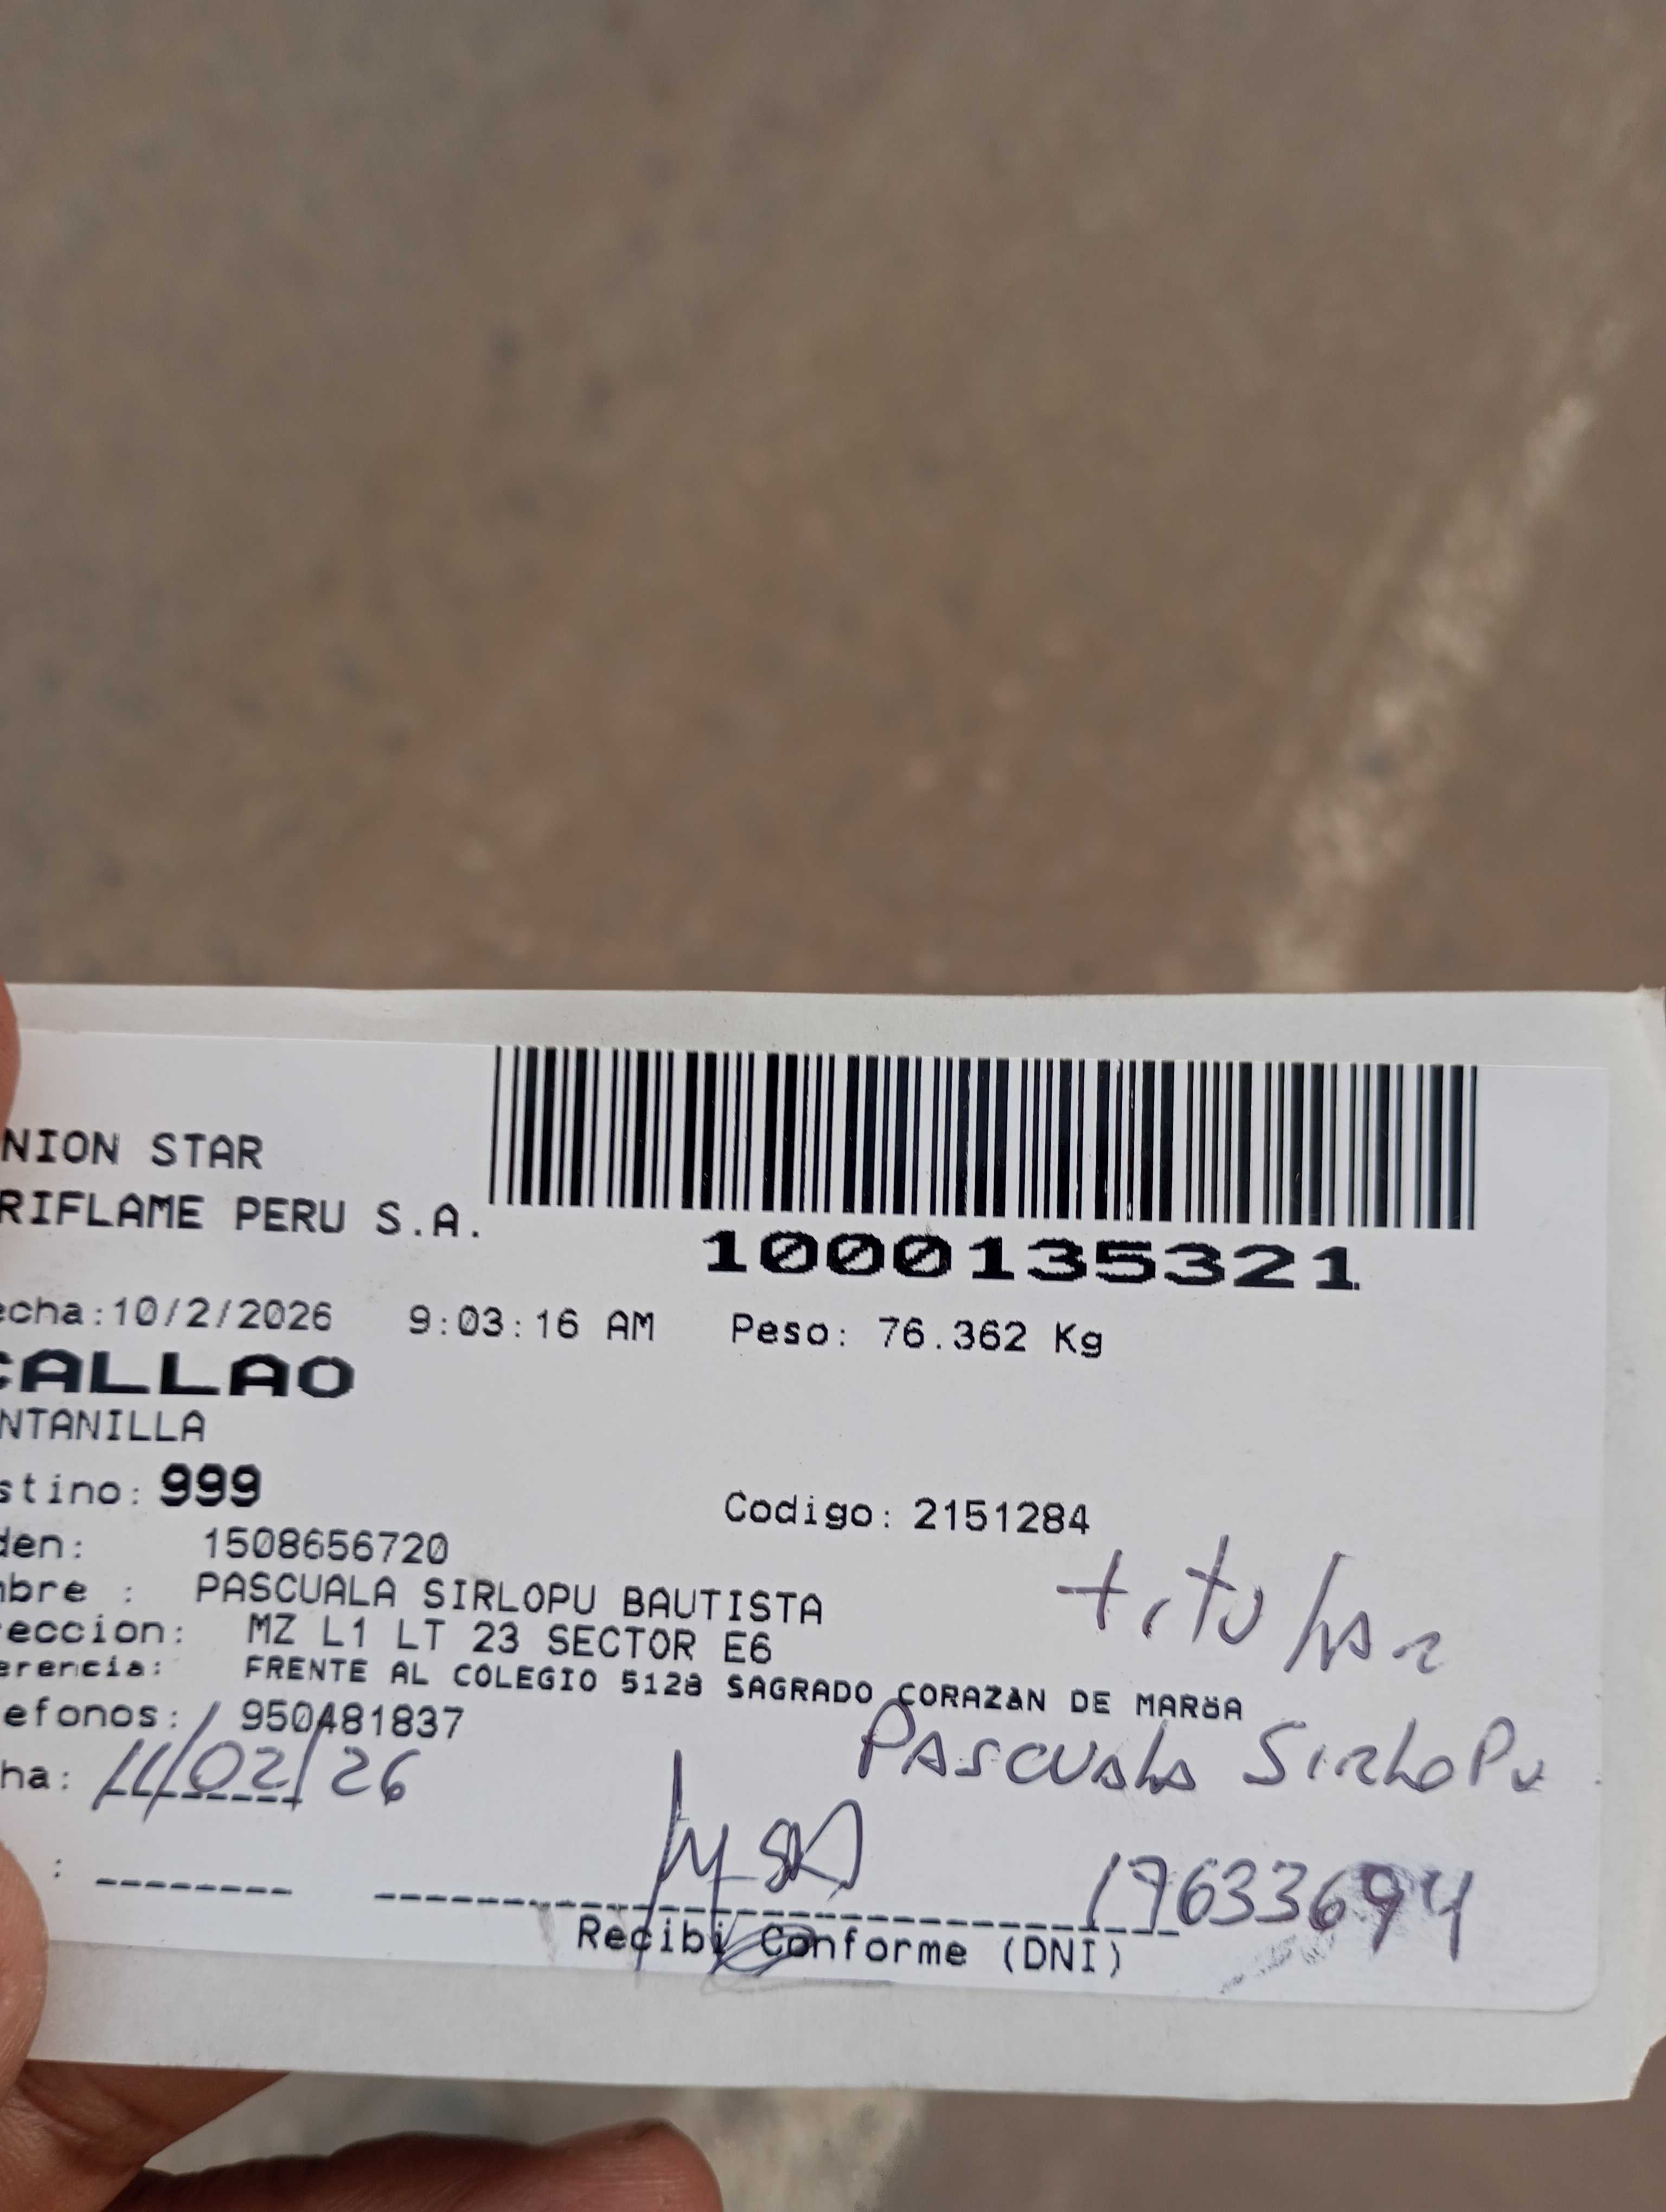 NION STAR
RIFLAME PERU S.A.
1000135321
echa:10/2/2026 9:03:16 AM Peso: 76.362 Kg
CALLAO
NTANILLA
stino: 999
Codigo: 2151284
den: 1508656720
mbre : PASCUALA SIRLOPU BAUTISTA
titular
reccion: MZ L1 LT 23 SECTOR E6
erencia: FRENTE AL COLEGIO 5128 SAGRADO CORAZàN DE MARöA
efonos: 950481837
Pascuala Sirlopu
ha: 11/02/26
: 
17633694
Recibi Conforme (DNI)